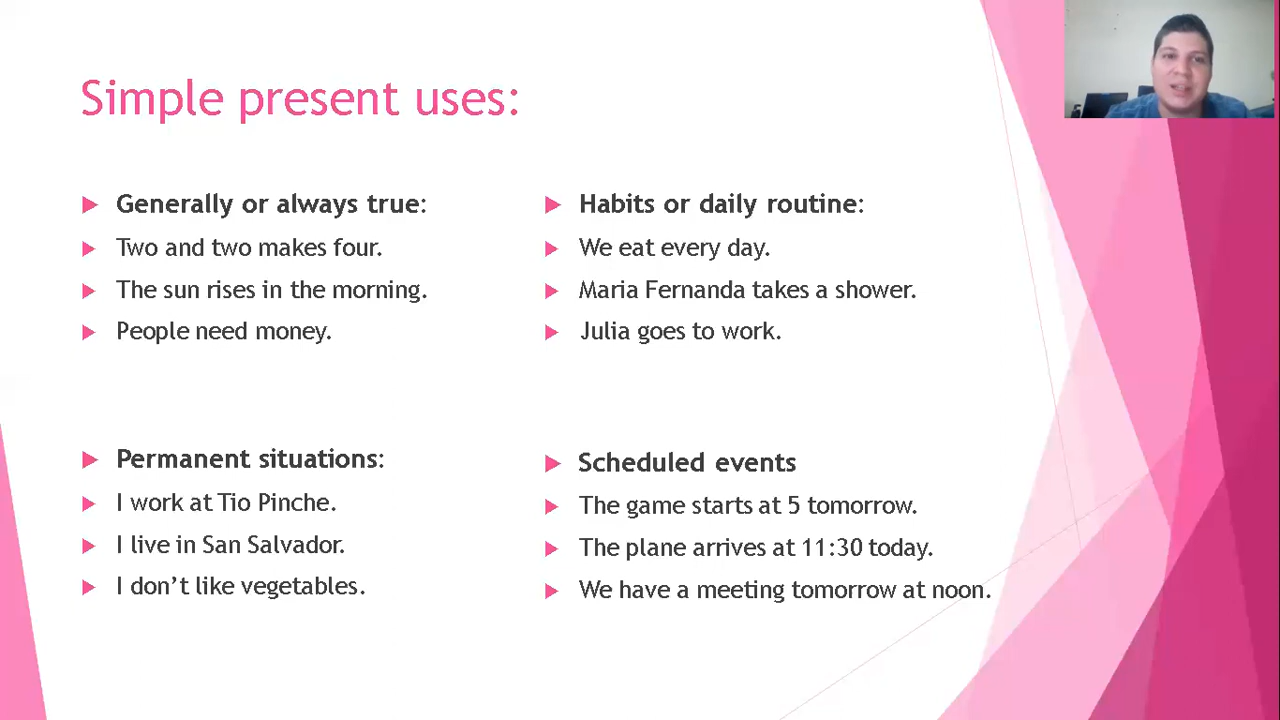 Simple present uses:
Generally or always true:
Two and two makes four.
The sun rises in the morning.
People need money.
Habits or daily routine:
We eat every day.
Maria Fernanda takes a shower.
Julia goes to work.
Permanent situations:
I work at Tio Pinche.
I live in San Salvador.
I don’t like vegetables.
Scheduled events
The game starts at 5 tomorrow.
The plane arrives at 11:30 today.
We have a meeting tomorrow at noon.